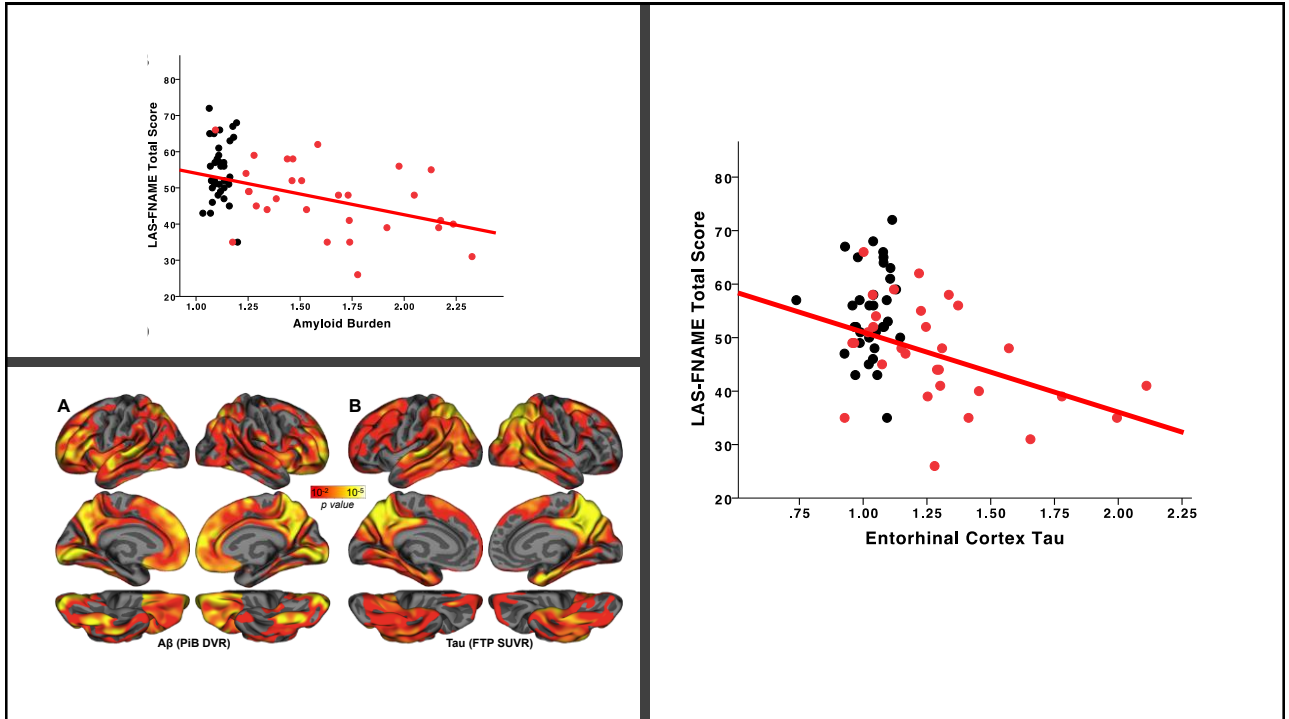 80
70
60
50
40
30
20
LAS-FNAME Total Score
1.00 1.25 1.50 1.75 2.00 2.25
Amyloid Burden
A B
10-2 10-5
p value
Aβ (PiB DVR) Tau (FTP SUVR)
80
70
60
50
40
30
20
LAS-FNAME Total Score
.75 1.00 1.25 1.50 1.75 2.00 2.25
Entorhinal Cortex Tau